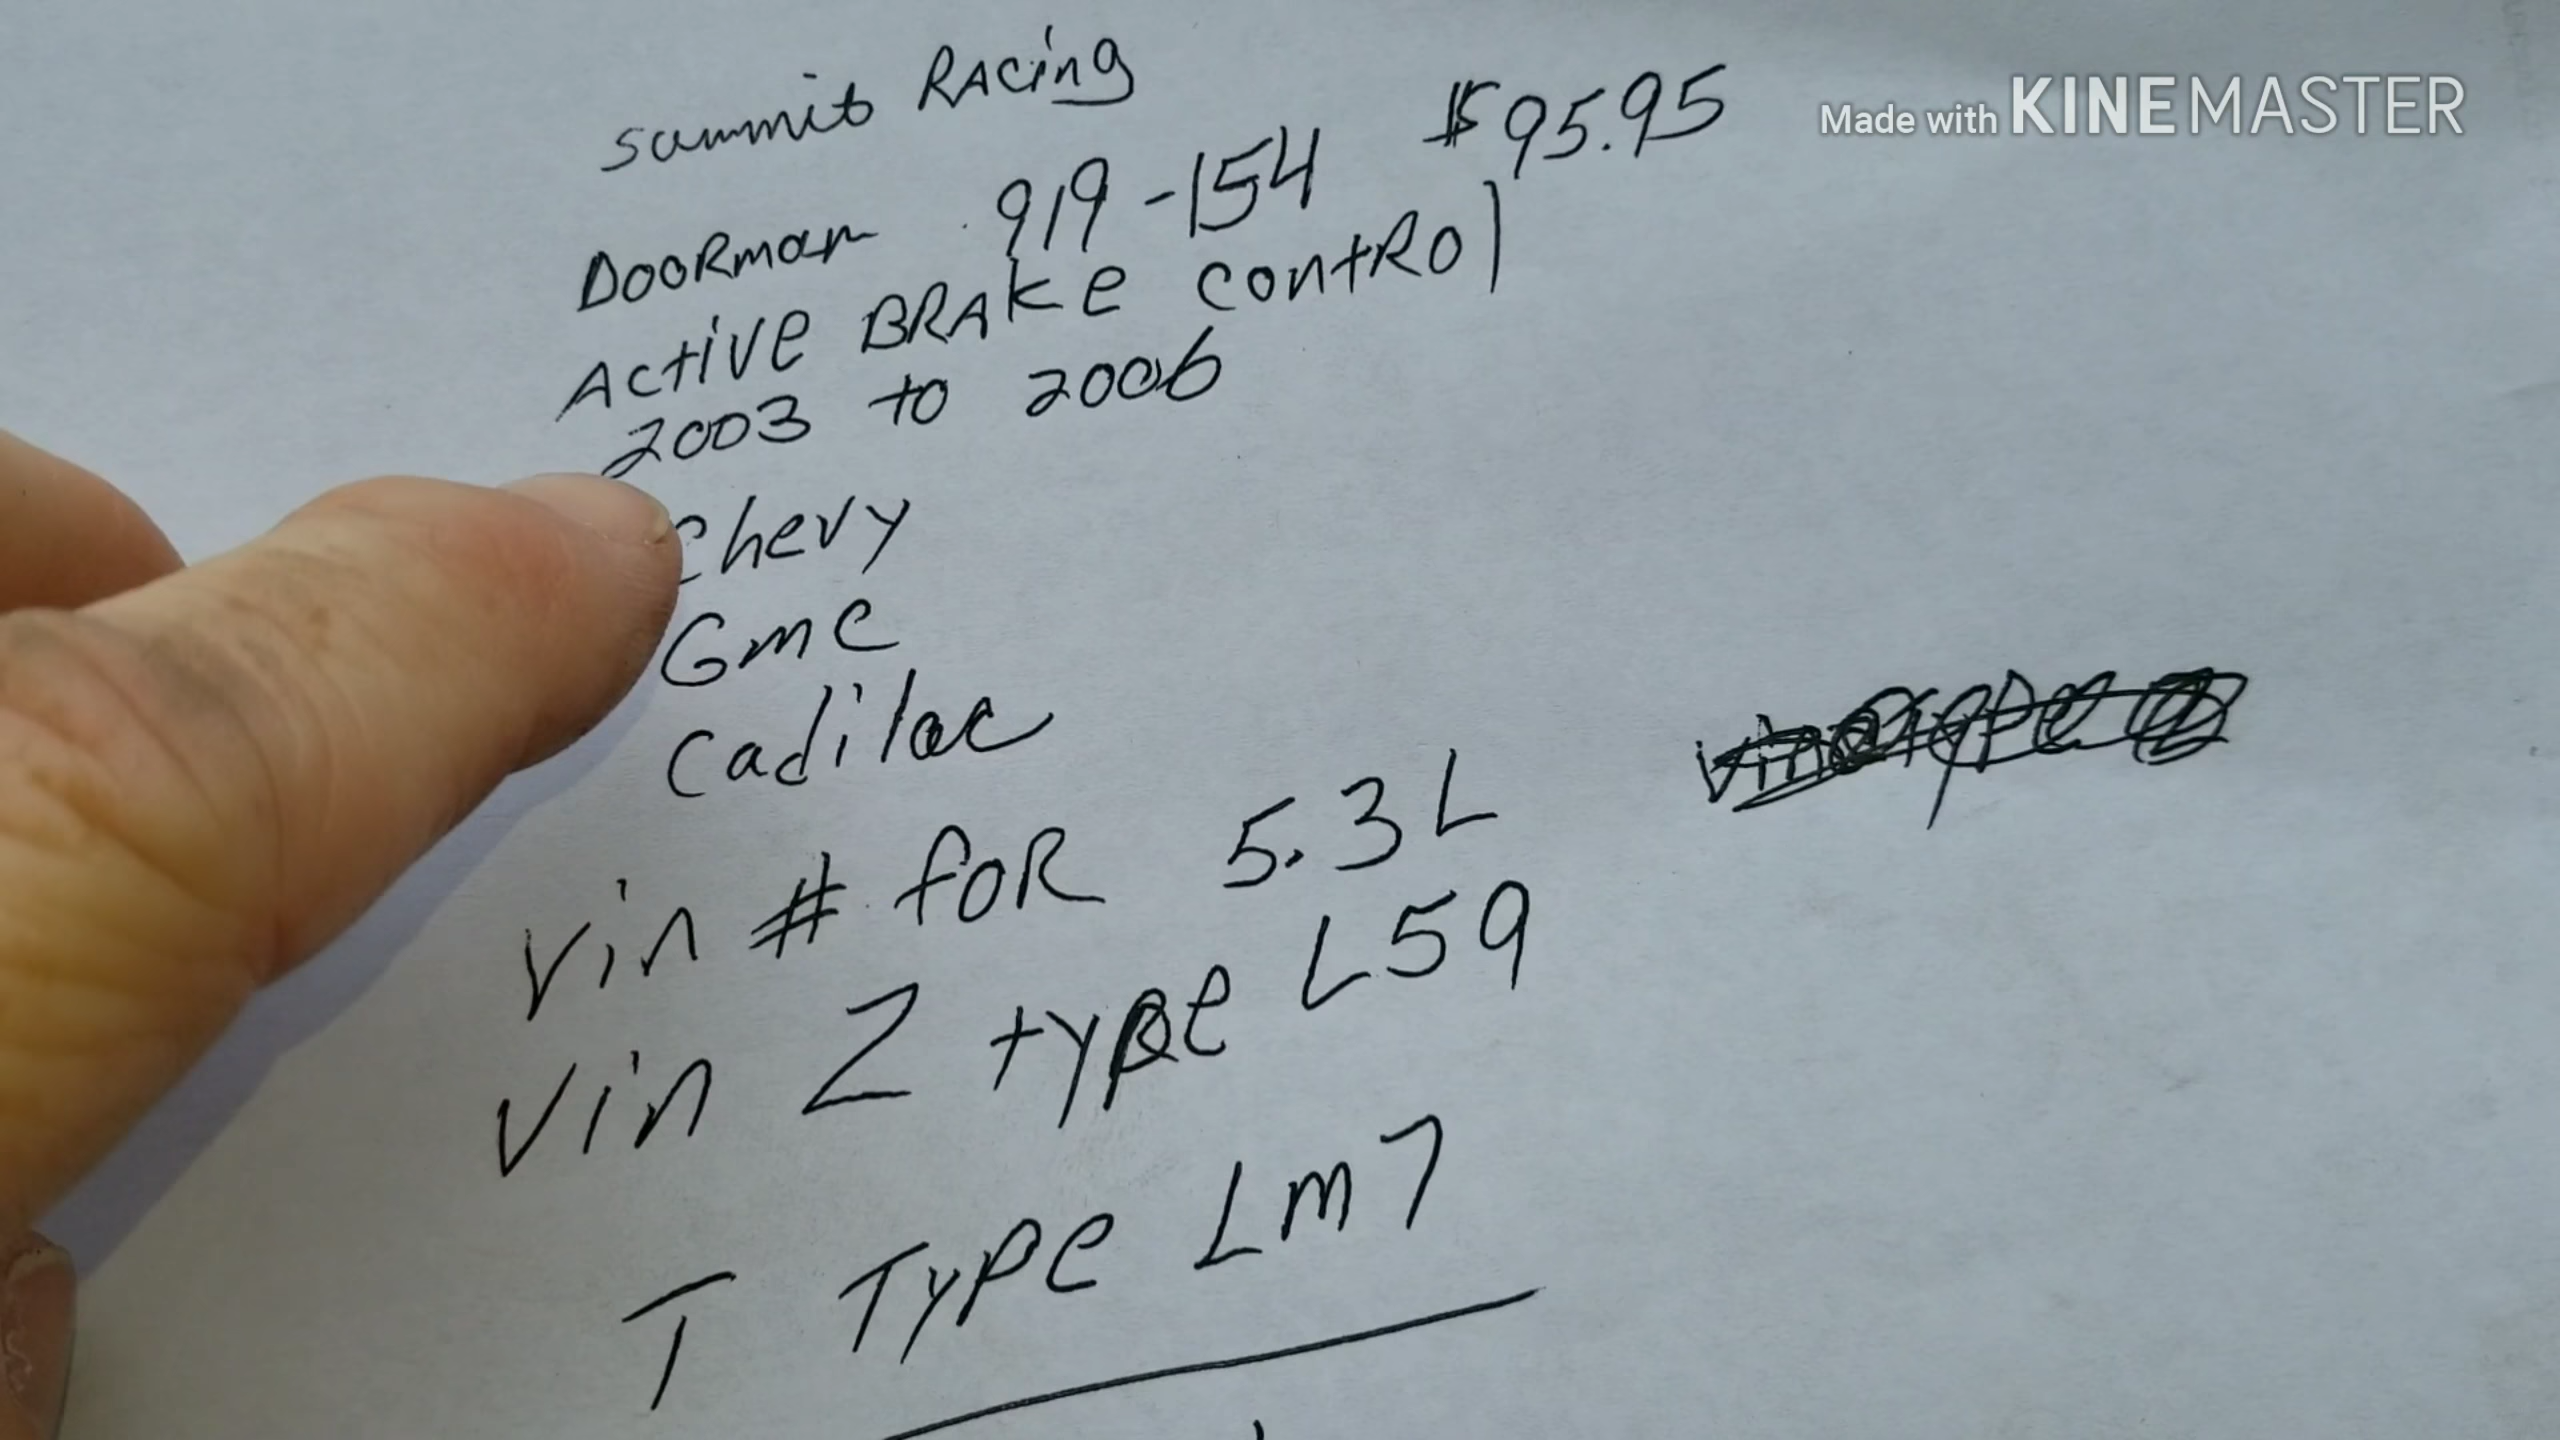 Summit RACing
Made with KINEMASTER
DOORman 919-154 $95.95
ACtiVe BRAKe control
2003 to 2006
Chevy
Gmc
Cadilac
Vin # foR 5.3L
Vin Z type L59
T Type Lm7